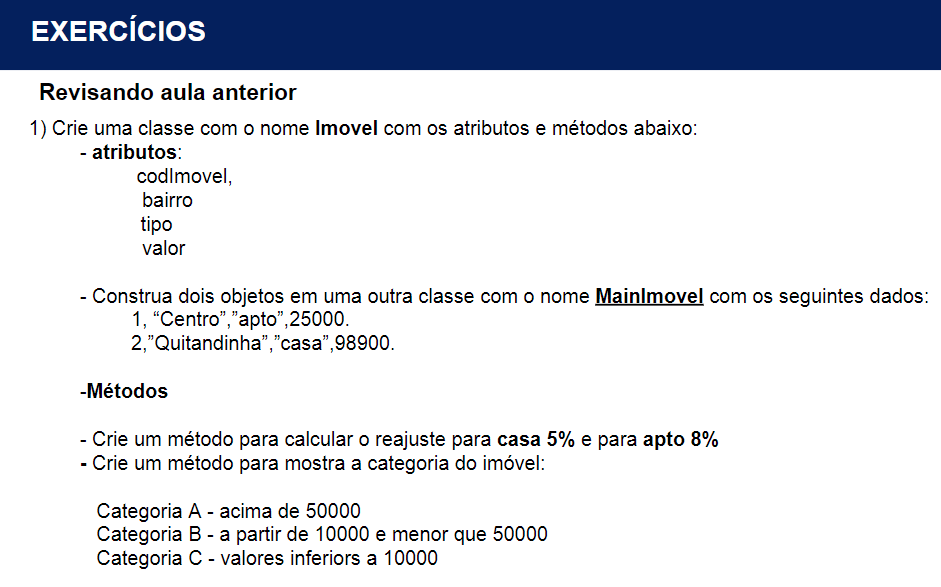 EXERCÍCIOS
Revisando aula anterior
1) Crie uma classe com o nome Imovel com os atributos e métodos abaixo:
- atributos:
codImovel,
bairro
tipo
valor
- Construa dois objetos em uma outra classe com o nome MainImovel com os seguintes dados:
1, “Centro”,”apto”,25000.
2,”Quitandinha”,”casa”,98900.
-Métodos
- Crie um método para calcular o reajuste para casa 5% e para apto 8%
- Crie um método para mostra a categoria do imóvel:
Categoria A - acima de 50000
Categoria B - a partir de 10000 e menor que 50000
Categoria C - valores inferiors a 10000